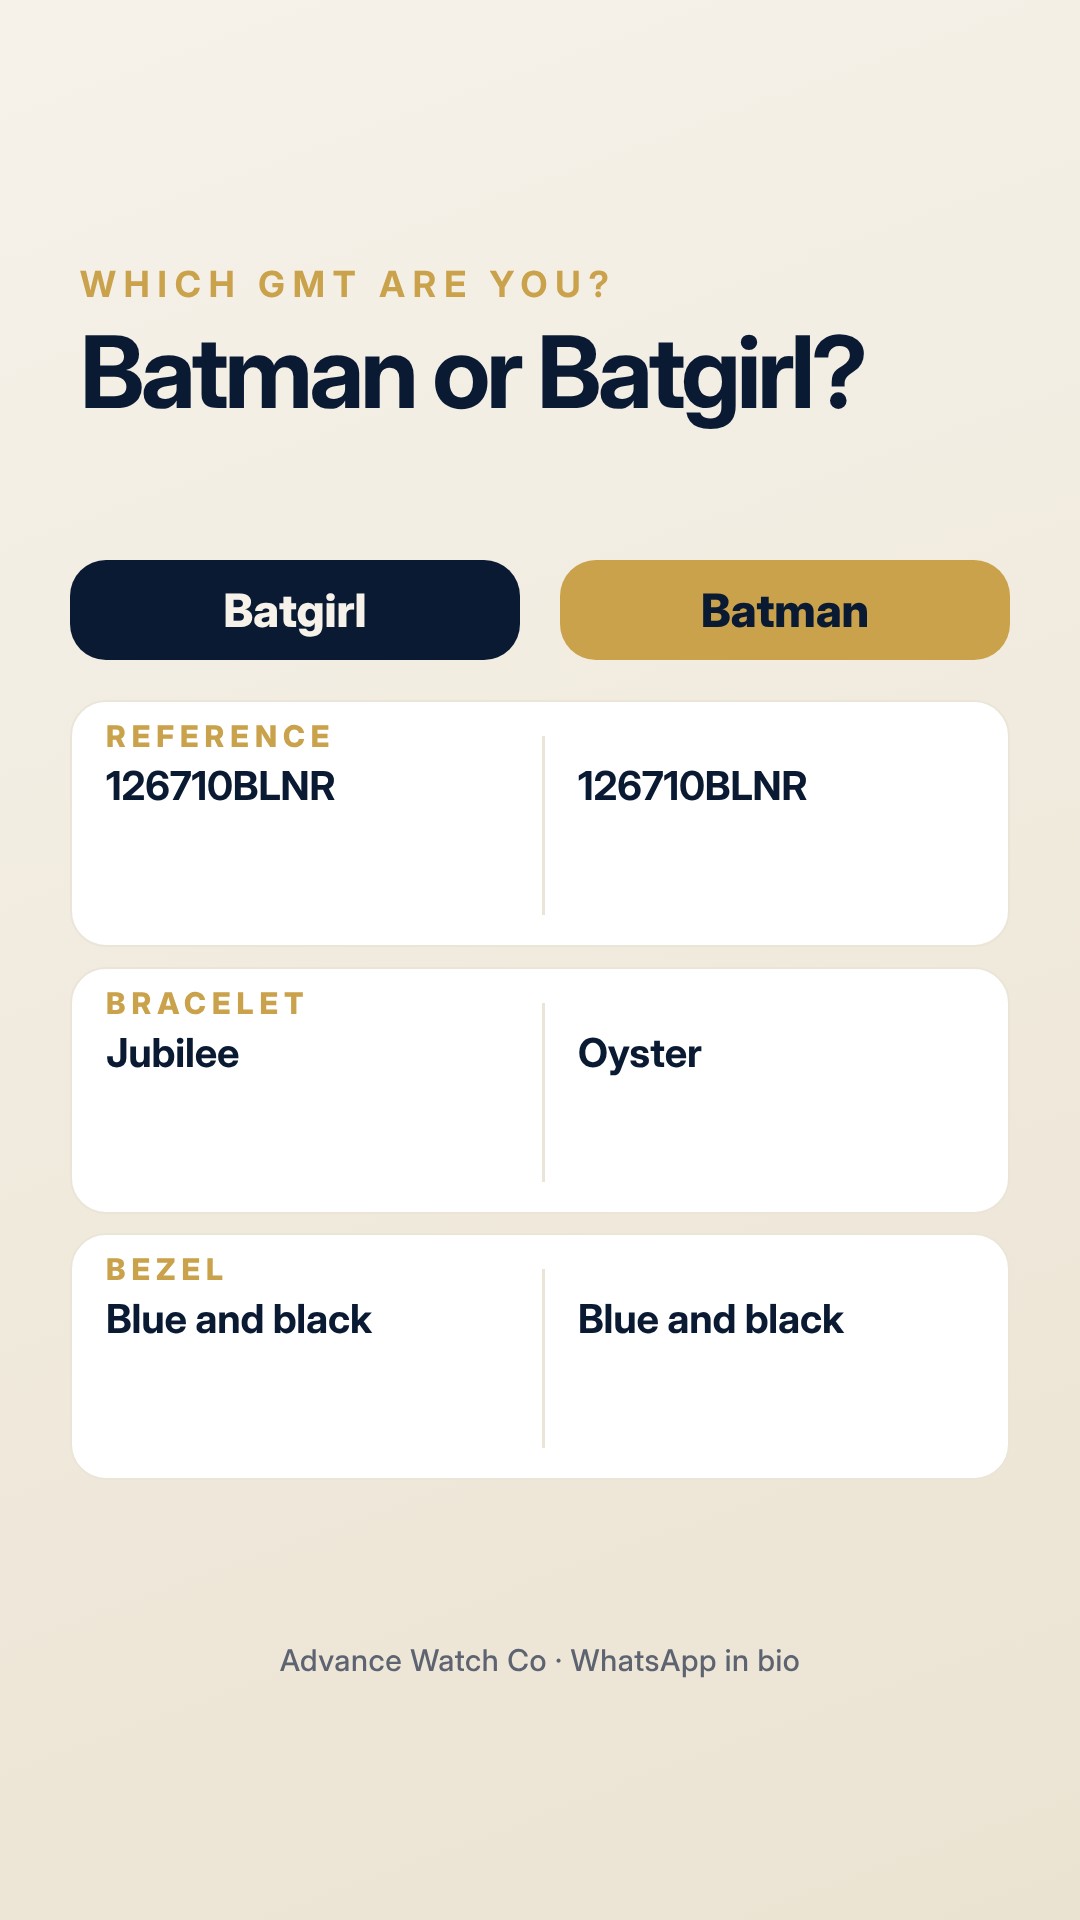 WHICH GMT ARE YOU?
Batman or Batgirl?
Batgirl
Batman
REFERENCE
126710BLNR
126710BLNR
BRACELET
Jubilee
Oyster
BEZEL
Blue and black
Blue and black
Advance Watch Co · WhatsApp in bio